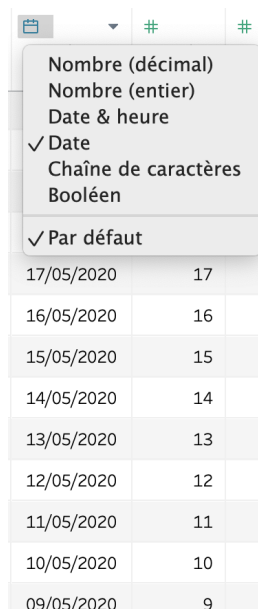 Nombre (décimal)
Nombre (entier)
Date & heure
✓ Date
Chaîne de caractères
Booléen
✓ Par défaut
17/05/2020 17
16/05/2020 16
15/05/2020 15
14/05/2020 14
13/05/2020 13
12/05/2020 12
11/05/2020 11
10/05/2020 10
09/05/2020 9